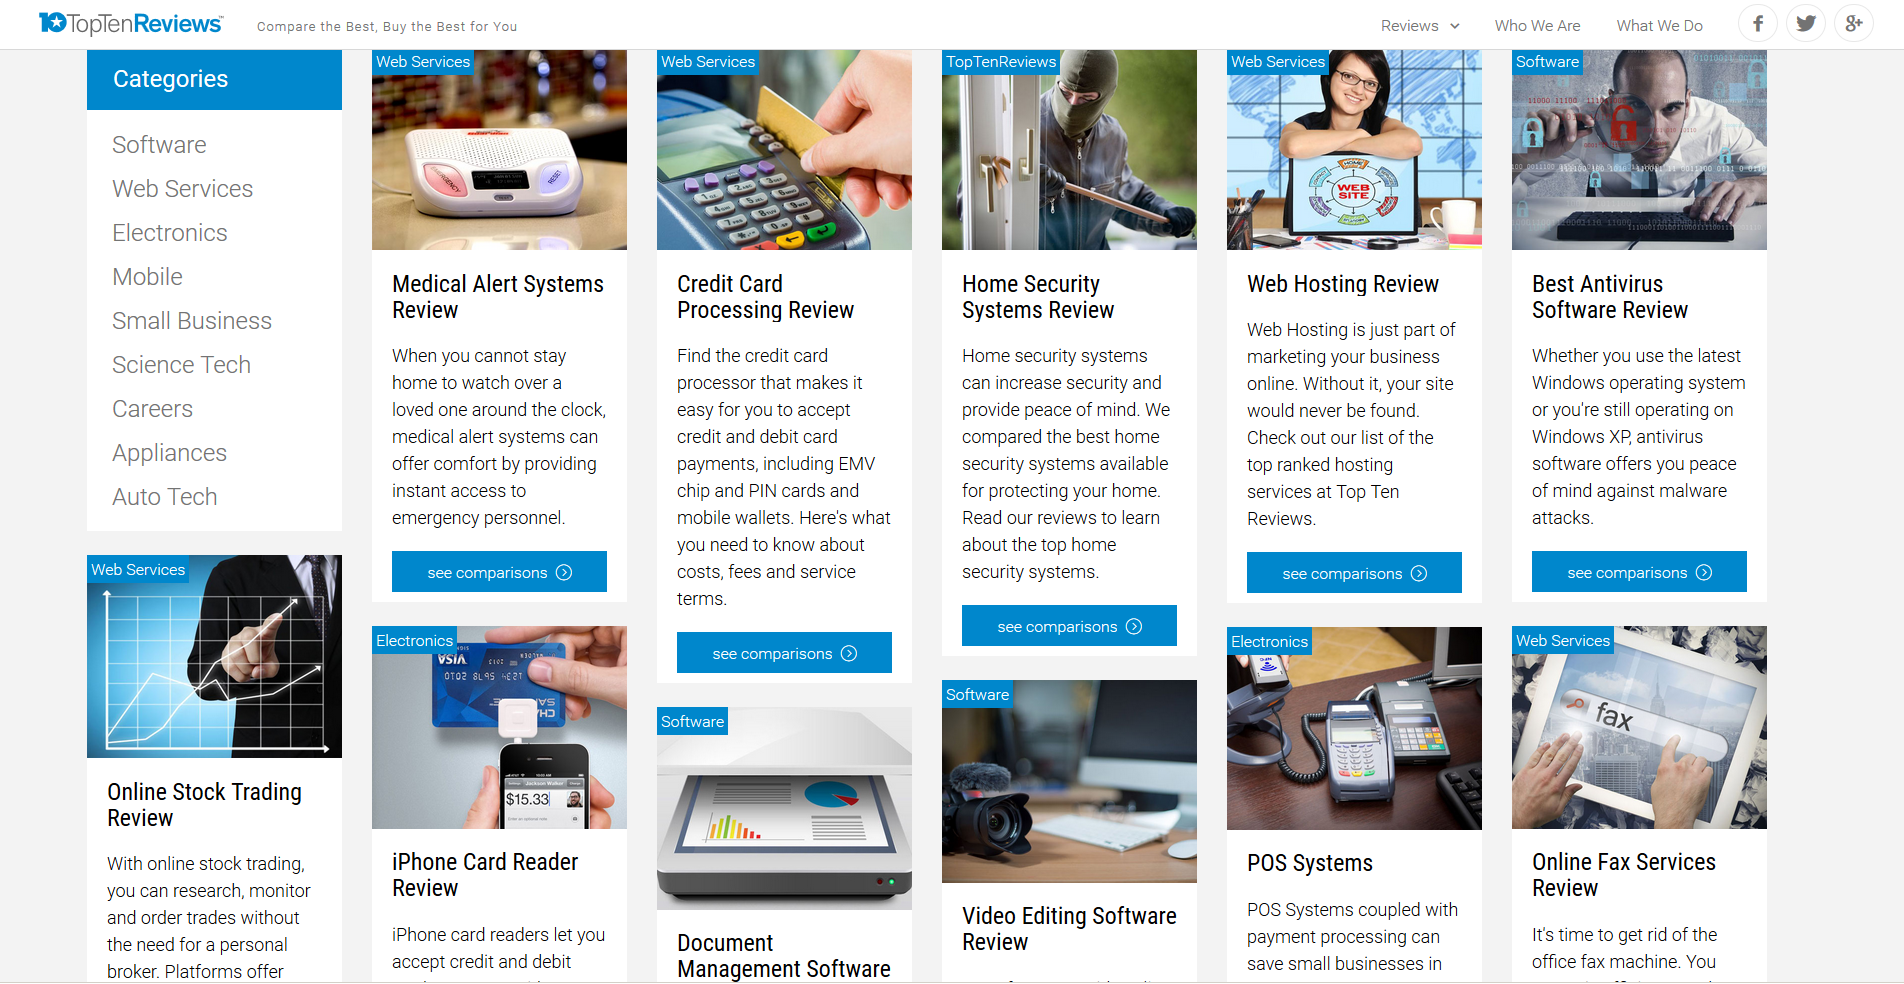 10TopTenReviews™
Compare the Best, Buy the Best for You
Reviews
Who We Are
What We Do
Categories
Software
Web Services
Electronics
Mobile
Small Business
Science Tech
Careers
Appliances
Auto Tech
Web Services
Online Stock Trading
Review
With online stock trading,
you can research, monitor
and order trades without
the need for a personal
broker. Platforms offer
Web Services
EMERGENCY
RESET
Medical Alert Systems
Review
When you cannot stay
home to watch over a
loved one around the clock,
medical alert systems can
offer comfort by providing
instant access to
emergency personnel.
see comparisons
Electronics
VISA
Jackson Walker
$15.33
iPhone Card Reader
Review
iPhone card readers let you
accept credit and debit
Web Services
Credit Card
Processing Review
Find the credit card
processor that makes it
easy for you to accept
credit and debit card
payments, including EMV
chip and PIN cards and
mobile wallets. Here's what
you need to know about
costs, fees and service
terms.
see comparisons
Software
Document
Management Software
TopTenReviews
Home Security
Systems Review
Home security systems
can increase security and
provide peace of mind. We
compared the best home
security systems available
for protecting your home.
Read our reviews to learn
about the top home
security systems.
see comparisons
Software
Video Editing Software
Review
Web Services
HOME
WEB
SITE
Web Hosting Review
Web Hosting is just part of
marketing your business
online. Without it, your site
would never be found.
Check out our list of the
top ranked hosting
services at Top Ten
Reviews.
see comparisons
Electronics
POS Systems
POS Systems coupled with
payment processing can
save small businesses in
Software
Best Antivirus
Software Review
Whether you use the latest
Windows operating system
or you're still operating on
Windows XP, antivirus
software offers you peace
of mind against malware
attacks.
see comparisons
Web Services
fax
Online Fax Services
Review
It's time to get rid of the
office fax machine. You